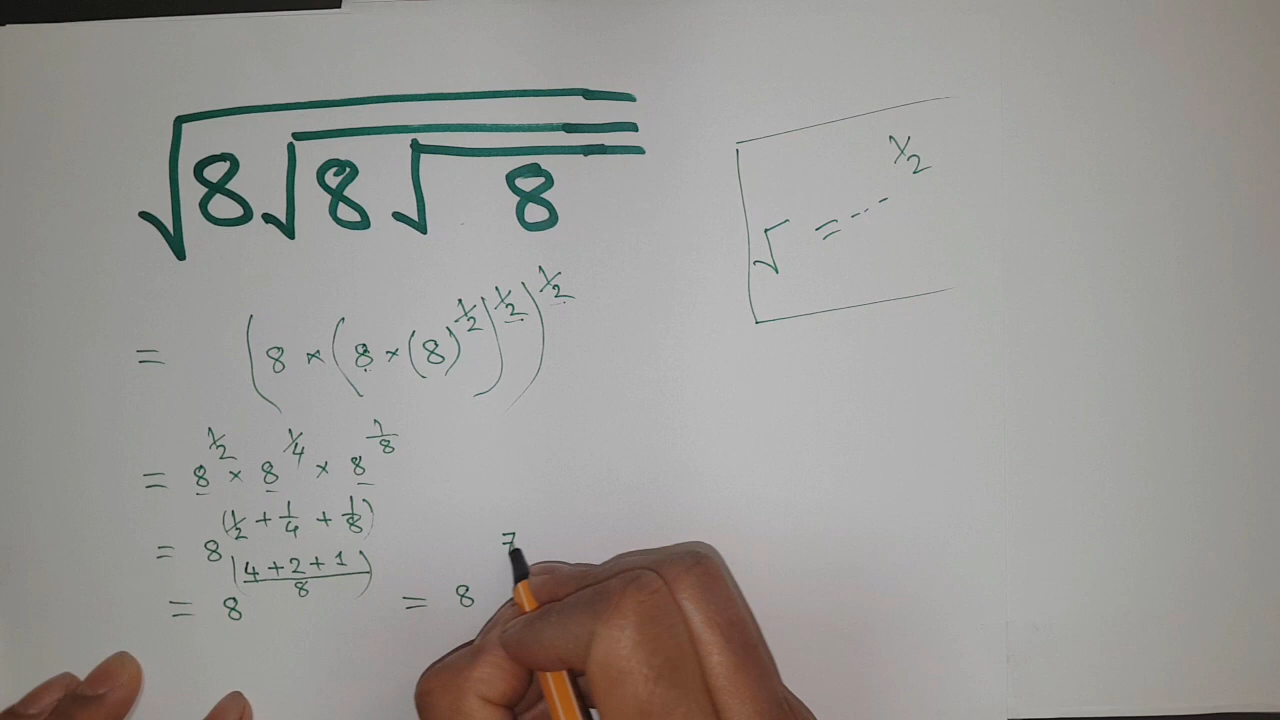 √8√8√8
√ = --- 1/2
= (8 × (8 × (8)^1/2)^1/2)^1/2
= 8^1/2 × 8^1/4 × 8^1/8
= 8^(1/2 + 1/4 + 1/8)
= 8^((4+2+1)/8) = 8^7